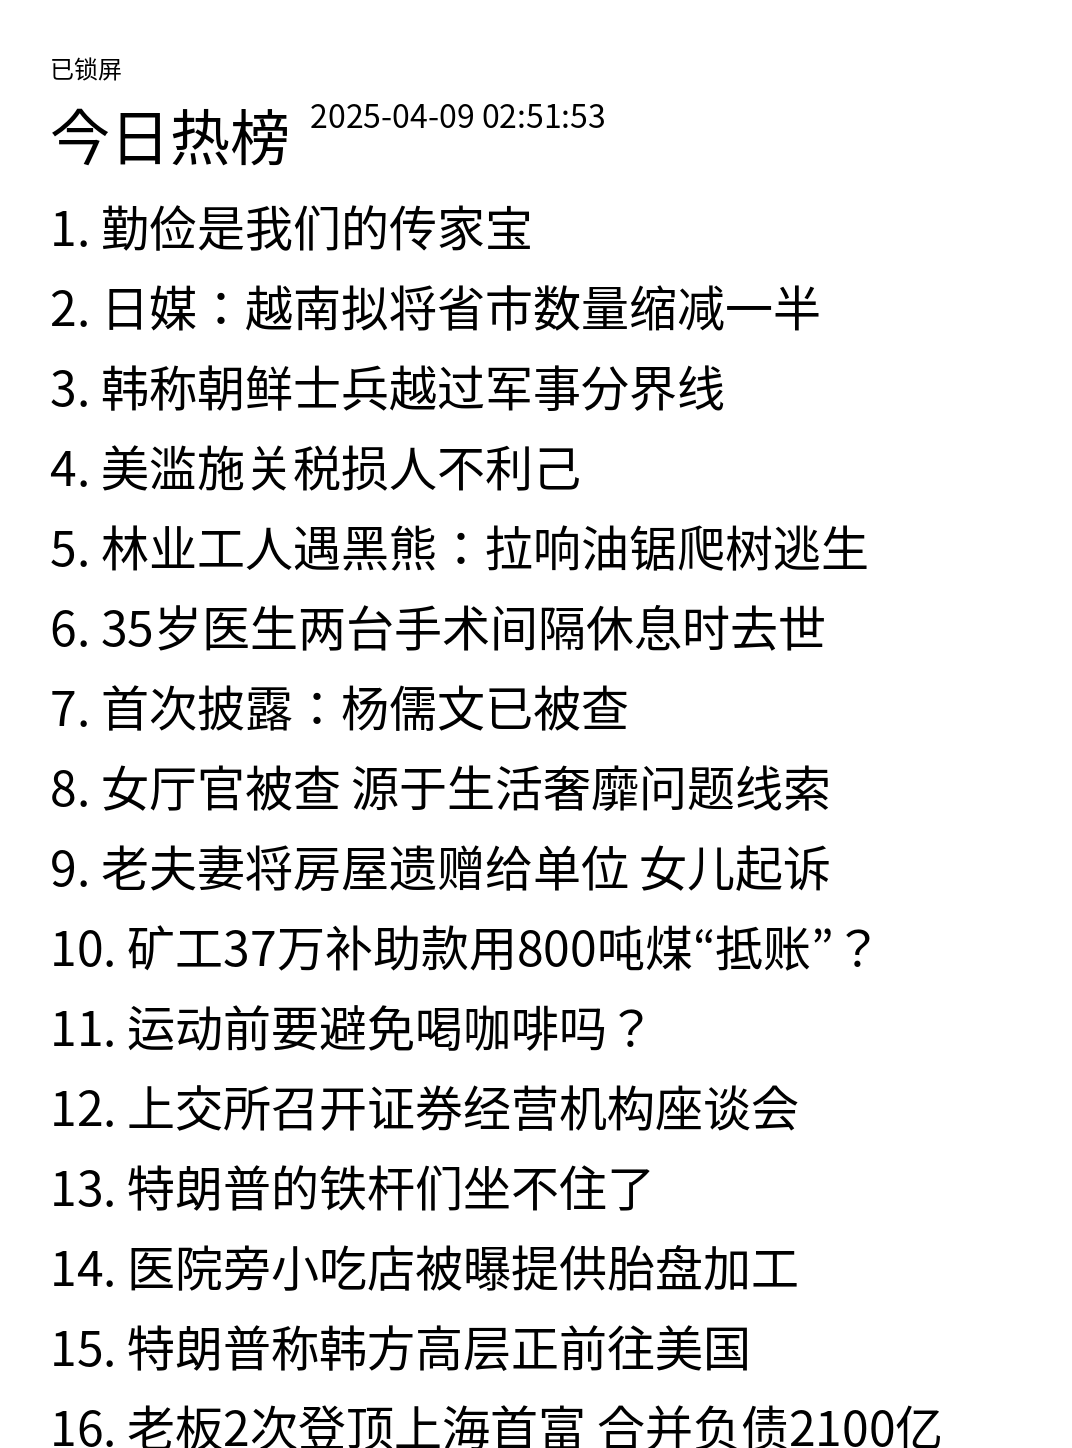 已锁屏
今日热榜 2025-04-09 02:51:53
1. 勤俭是我们的传家宝
2. 日媒：越南拟将省市数量缩减一半
3. 韩称朝鲜士兵越过军事分界线
4. 美滥施关税损人不利己
5. 林业工人遇黑熊：拉响油锯爬树逃生
6. 35岁医生两台手术间隔休息时去世
7. 首次披露：杨儒文已被查
8. 女厅官被查 源于生活奢靡问题线索
9. 老夫妻将房屋遗赠给单位 女儿起诉
10. 矿工37万补助款用800吨煤“抵账”？
11. 运动前要避免喝咖啡吗？
12. 上交所召开证券经营机构座谈会
13. 特朗普的铁杆们坐不住了
14. 医院旁小吃店被曝提供胎盘加工
15. 特朗普称韩方高层正前往美国
16. 老板2次登顶上海首富 合并负债2100亿